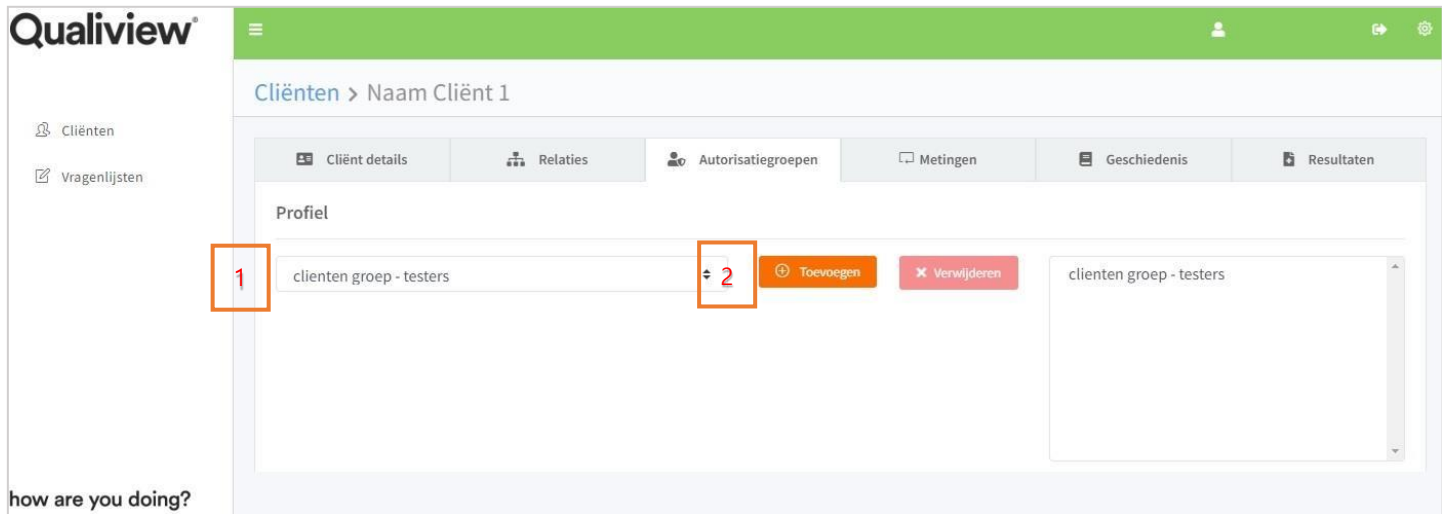 Qualiview®
Cliënten > Naam Cliënt 1
Cliënten
Vragenlijsten
Cliënt details
Relaties
Autorisatiegroepen
Metingen
Geschiedenis
Resultaten
Profiel
1
clienten groep - testers
2
Toevoegen
Verwijderen
clienten groep - testers
how are you doing?